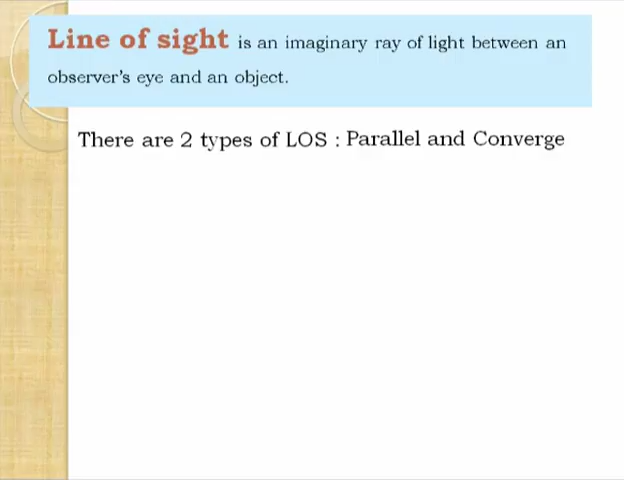 Line of sight is an imaginary ray of light between an
observer's eye and an object.
There are 2 types of LOS : Parallel and Converge